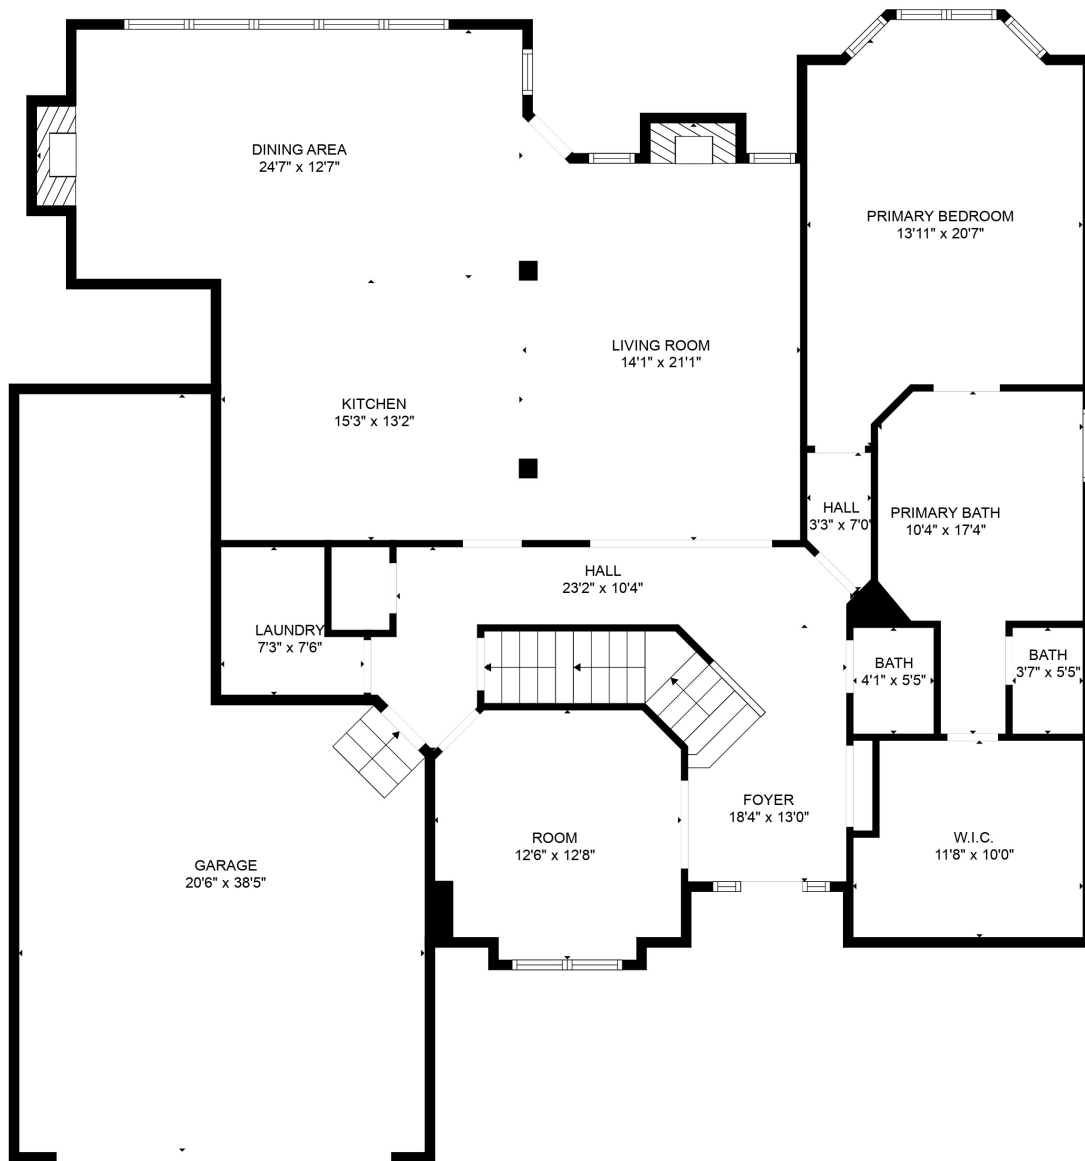 DINING AREA
24'7" x 12'7"
PRIMARY BEDROOM
13'11" x 20'7"
LIVING ROOM
14'1" x 21'1"
KITCHEN
15'3" x 13'2"
HALL
3'3" x 7'0"
PRIMARY BATH
10'4" x 17'4"
HALL
23'2" x 10'4"
LAUNDRY
7'3" x 7'6"
BATH
4'1" x 5'5"
BATH
3'7" x 5'5"
FOYER
18'4" x 13'0"
ROOM
12'6" x 12'8"
W.I.C.
11'8" x 10'0"
GARAGE
20'6" x 38'5"